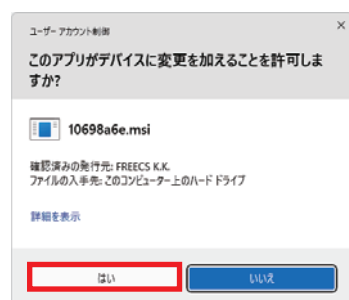 ユーザー アカウント制御
×
このアプリがデバイスに変更を加えることを許可しま
すか?
10698a6e.msi
確認済みの発行元: FREECS K.K.
ファイルの入手先: このコンピューター上のハード ドライブ
詳細を表示
はい
いいえ